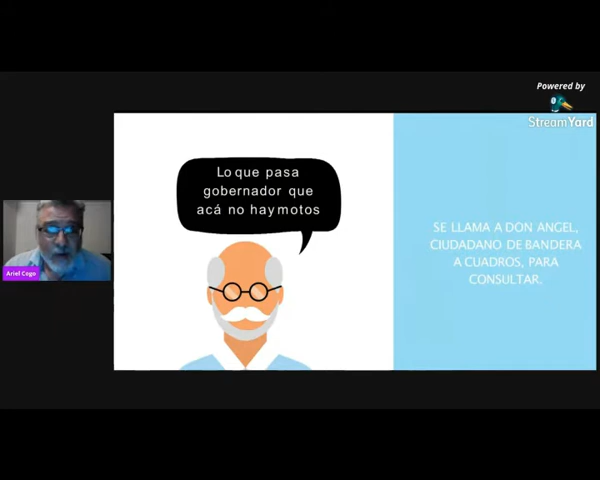 Powered by
StreamYard
Lo que pasa
gobernador que
acá no hay motos
SE LLAMA A DON ANGEL,
CIUDADANO DE BANDERA
A CUADROS, PARA
CONSULTAR.
Ariel Cogo